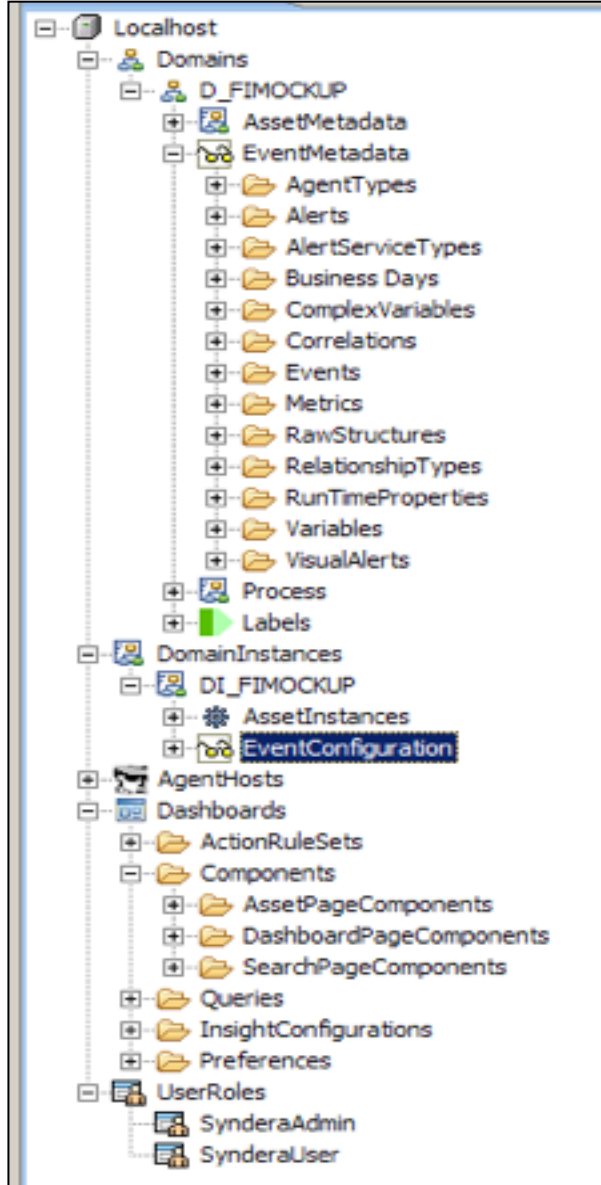 Localhost
Domains
D_FIMOCKUP
AssetMetadata
EventMetadata
AgentTypes
Alerts
AlertServiceTypes
Business Days
ComplexVariables
Correlations
Events
Metrics
RawStructures
RelationshipTypes
RunTimeProperties
Variables
VisualAlerts
Process
Labels
DomainInstances
DI_FIMOCKUP
AssetInstances
EventConfiguration
AgentHosts
Dashboards
ActionRuleSets
Components
AssetPageComponents
DashboardPageComponents
SearchPageComponents
Queries
InsightConfigurations
Preferences
UserRoles
SynderaAdmin
SynderaUser